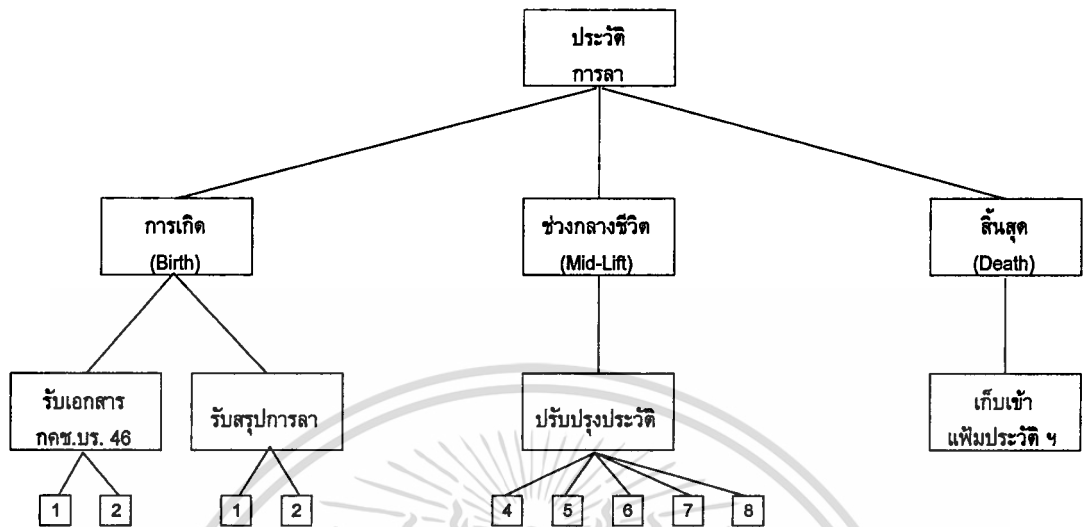 ประวัติ
การลา
การเกิด
(Birth)
ช่วงกลางชีวิต
(Mid-Lift)
สิ้นสุด
(Death)
รับเอกสาร
กคช.บร. 46
รับสรุปการลา
ปรับปรุงประวัติ
เก็บเข้า
แฟ้มประวัติ ฯ
1 2 1 2 4 5 6 7 8